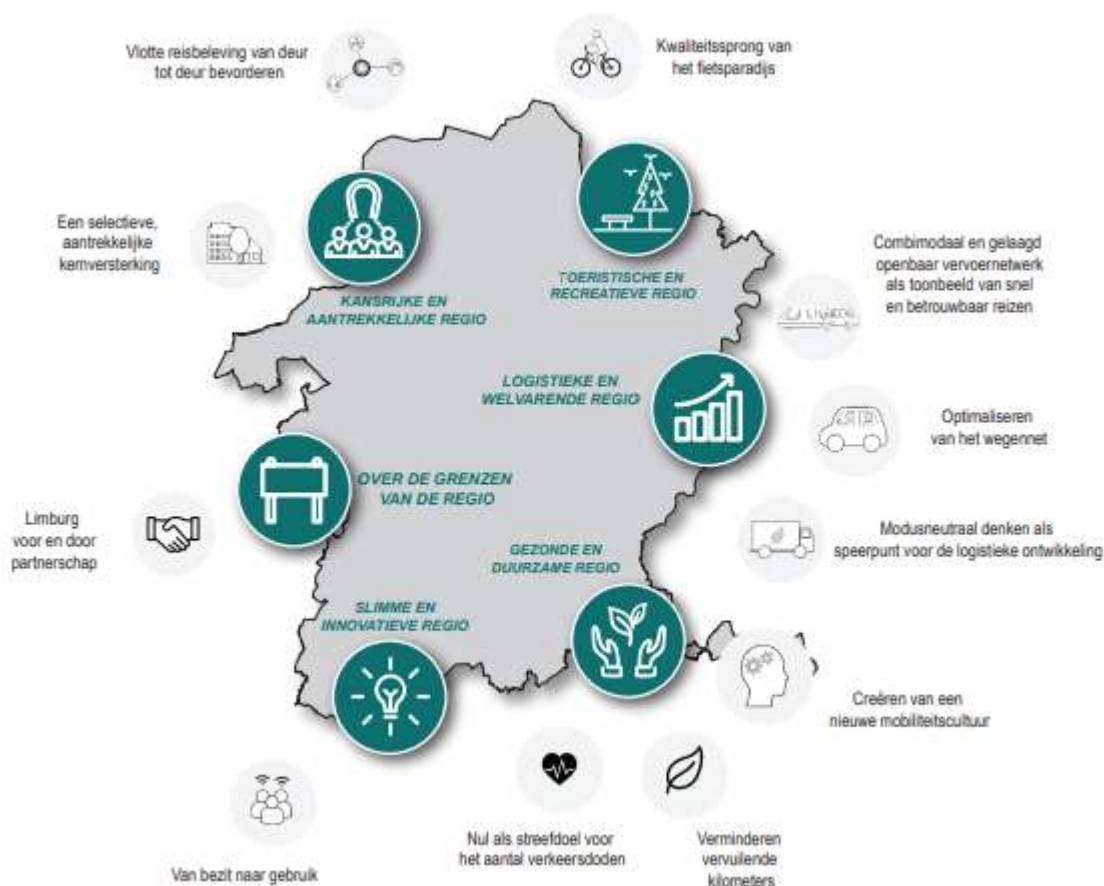 Vlotte reisbeleving van deur
tot deur bevorderen
Kwaliteitssprong van
het fietsparadijs
Een selectieve,
aantrekkelijke
kernversterking
KANSRIJKE EN
AANTREKKELIJKE REGIO
TOERISTISCHE EN
RECREATIEVE REGIO
Combimodaal en gelaagd
openbaar vervoernetwerk
als toonbeeld van snel
en betrouwbaar reizen
LOGISTIEKE EN
WELVARENDE REGIO
Optimaliseren
van het wegennet
OVER DE GRENZEN
VAN DE REGIO
Limburg
voor en door
partnerschap
Modusneutraal denken als
speerpunt voor de logistieke ontwikkeling
GEZONDE EN
DUURZAME REGIO
SLIMME EN
INNOVATIEVE REGIO
Creëren van een
nieuwe mobiliteitscultuur
Van bezit naar gebruik
Nul als streefdoel voor
het aantal verkeersdoden
Verminderen
vervuilende
kilometers